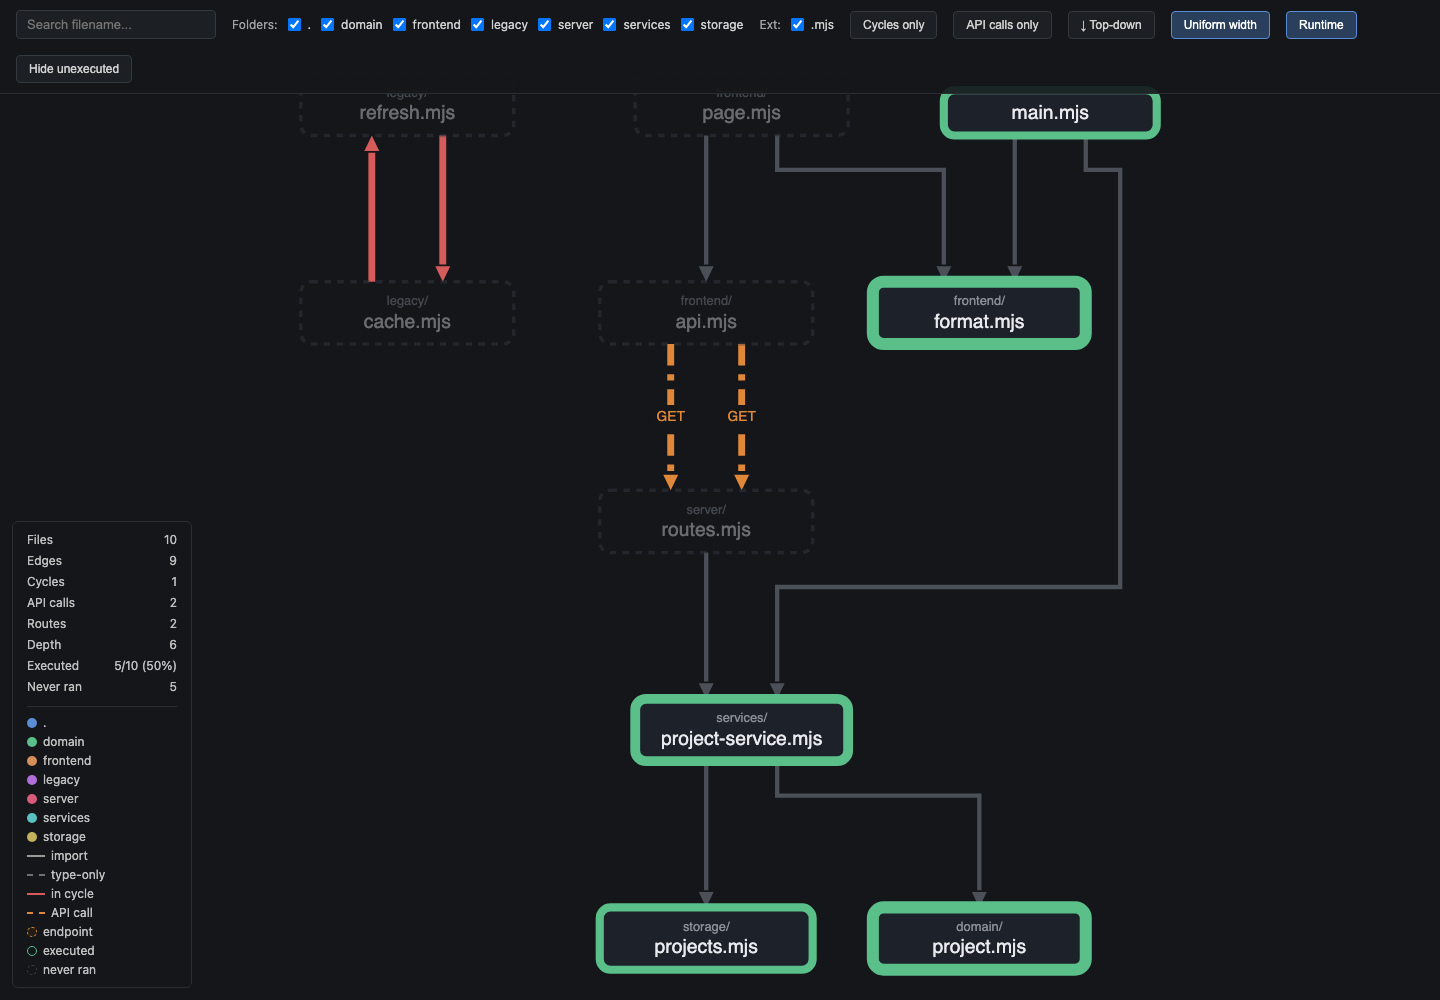 Search filename...
Folders:
.
domain
frontend
legacy
server
services
storage
Ext:
.mjs
Cycles only
API calls only
↓ Top-down
Uniform width
Runtime
Hide unexecuted
legacy/
refresh.mjs
frontend/
page.mjs
main.mjs
legacy/
cache.mjs
frontend/
api.mjs
frontend/
format.mjs
GET
GET
server/
routes.mjs
services/
project-service.mjs
storage/
projects.mjs
domain/
project.mjs
Files 10
Edges 9
Cycles 1
API calls 2
Routes 2
Depth 6
Executed 5/10 (50%)
Never ran 5
.
domain
frontend
legacy
server
services
storage
import
type-only
in cycle
API call
endpoint
executed
never ran